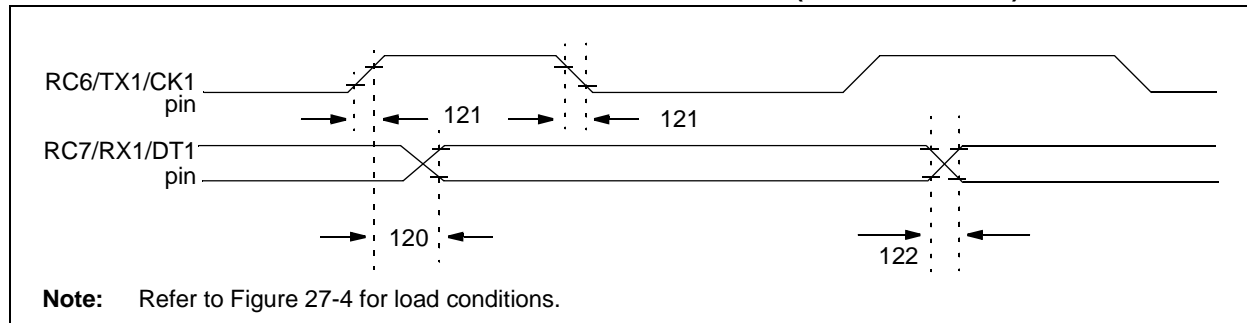 RC6/TX1/CK1
pin
121
121
RC7/RX1/DT1
pin
120
122
Note: Refer to Figure 27-4 for load conditions.